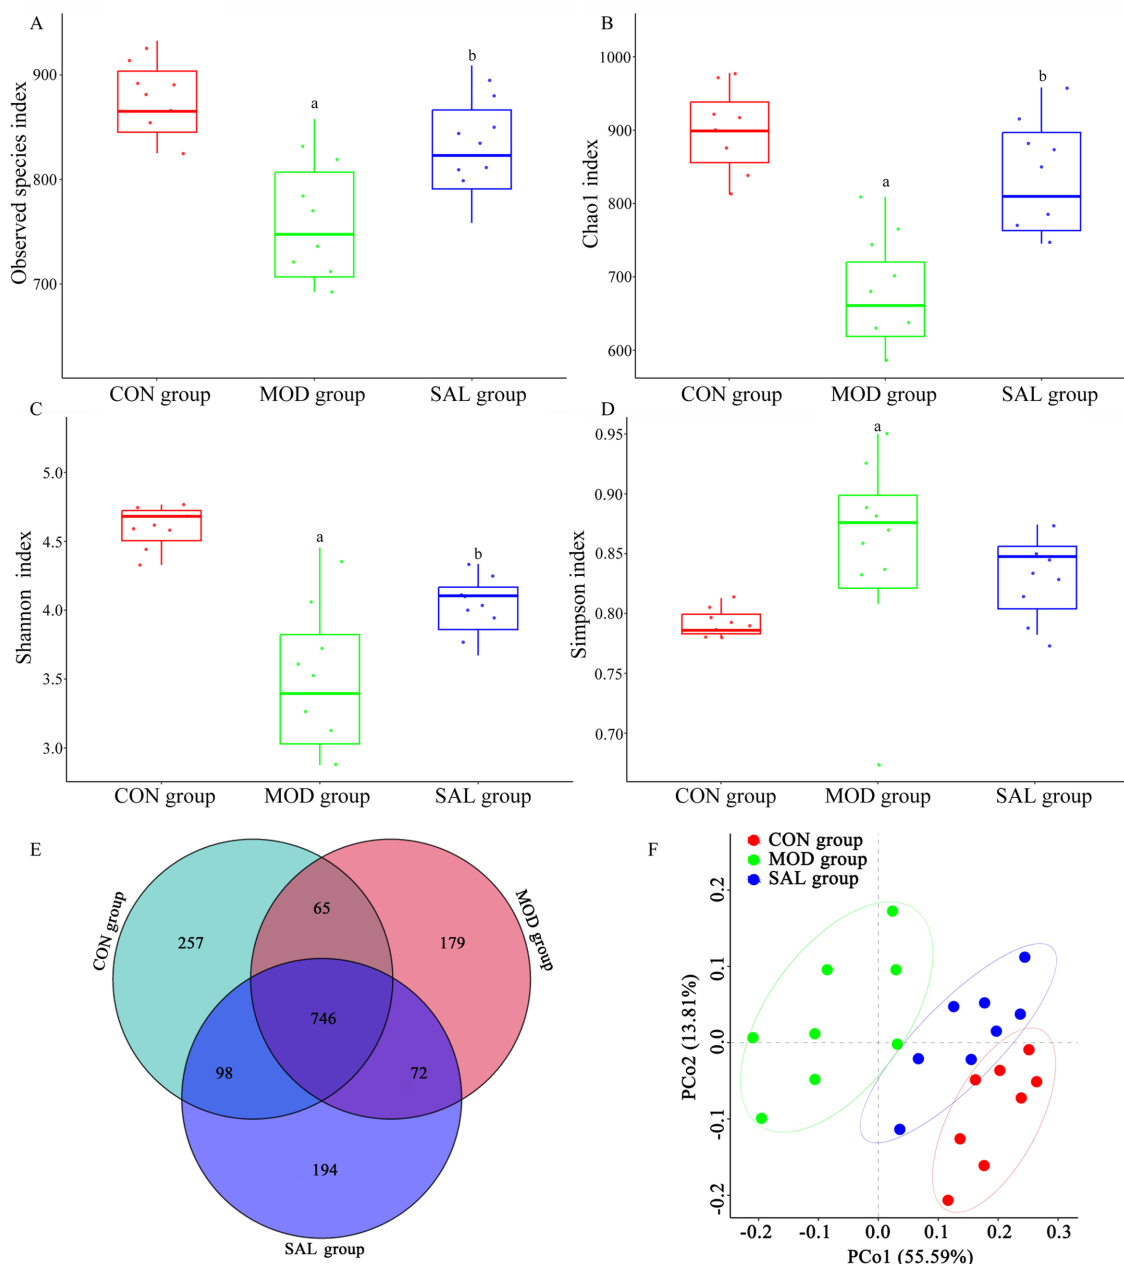 A
Observed species index
900
800
700
a
b
CON group
MOD group
SAL group
B
Chao1 index
1000
900
800
700
600
a
b
CON group
MOD group
SAL group
C
Shannon index
5.0
4.5
4.0
3.5
3.0
a
b
CON group
MOD group
SAL group
D
Simpson index
0.95
0.90
0.85
0.80
0.75
0.70
a
CON group
MOD group
SAL group
E
CON group
MOD group
SAL group
257
65
179
746
98
72
194
F
CON group
MOD group
SAL group
PCo2 (13.81%)
0.2
0.1
0.0
-0.1
-0.2
-0.2
-0.1
0.0
0.1
0.2
0.3
PCo1 (55.59%)